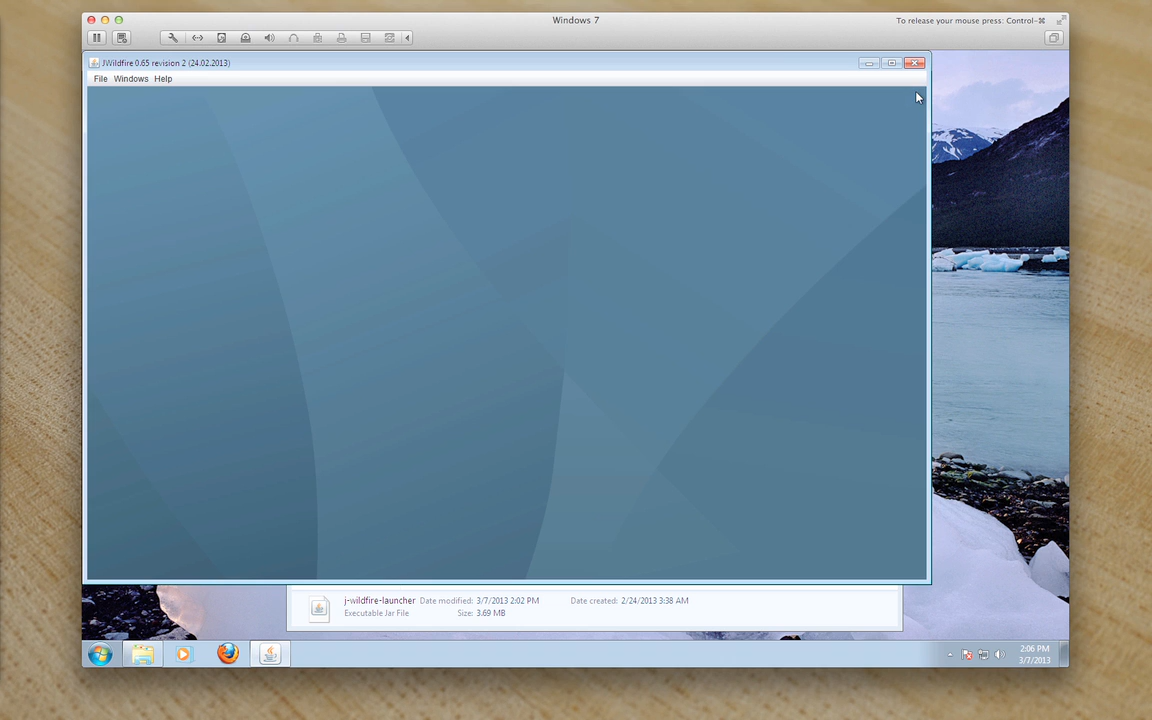 Windows 7
To release your mouse press: Control-⌘
JWildfire 0.65 revision 2 (24.02.2013)
File Windows Help
j-wildfire-launcher Date modified: 3/7/2013 2:02 PM Date created: 2/24/2013 3:38 AM
Executable Jar File Size: 3.69 MB
2:06 PM
3/7/2013